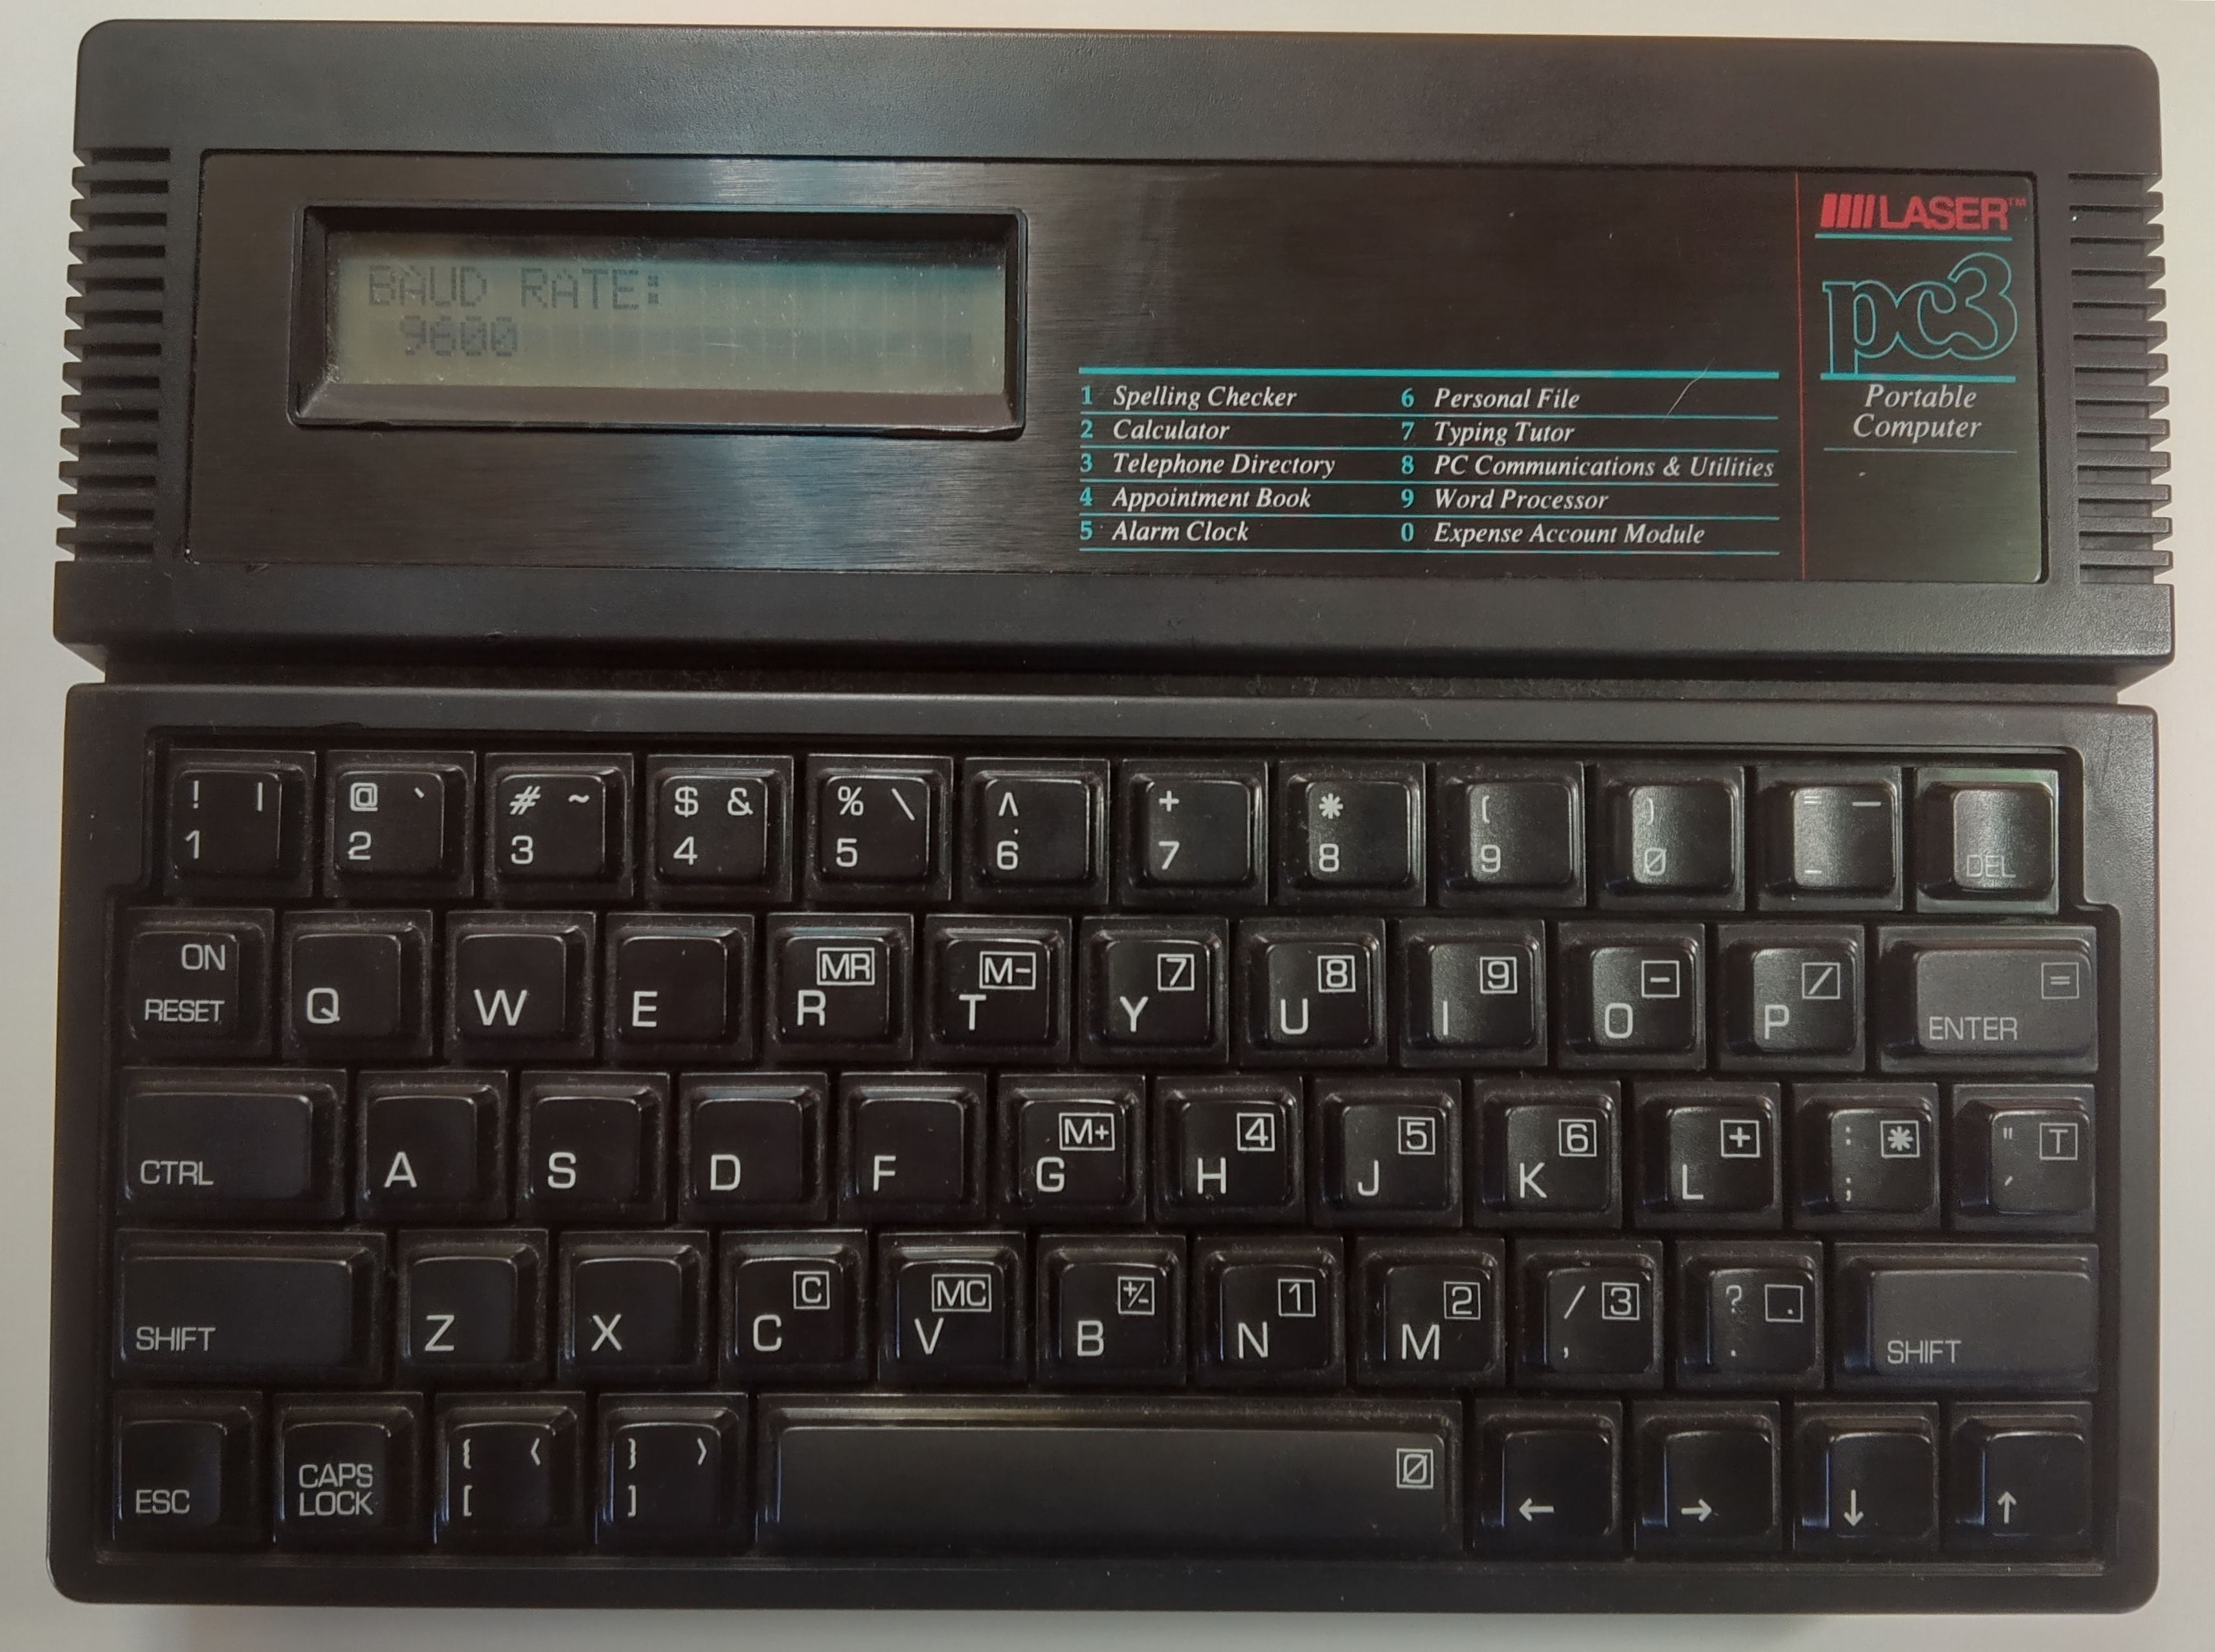 BAUD RATE:
9600
LASER™
pc3
Portable
Computer
1 Spelling Checker
2 Calculator
3 Telephone Directory
4 Appointment Book
5 Alarm Clock
6 Personal File
7 Typing Tutor
8 PC Communications & Utilities
9 Word Processor
0 Expense Account Module
! | @ ` # ~ $ & % \ ^ + * ( ) = —
1 2 3 4 5 . 6 7 8 9 0 - DEL
ON MR M- 7 8 9 - / =
RESET Q W E R T Y U I O P ENTER
M+ 4 5 6 + : * " T
CTRL A S D F G H J K L ; '
C MC +/- 1 2 / 3 ? .
SHIFT Z X C V B N M , . SHIFT
{ < } > 0
ESC CAPS LOCK [ ] ← → ↓ ↑